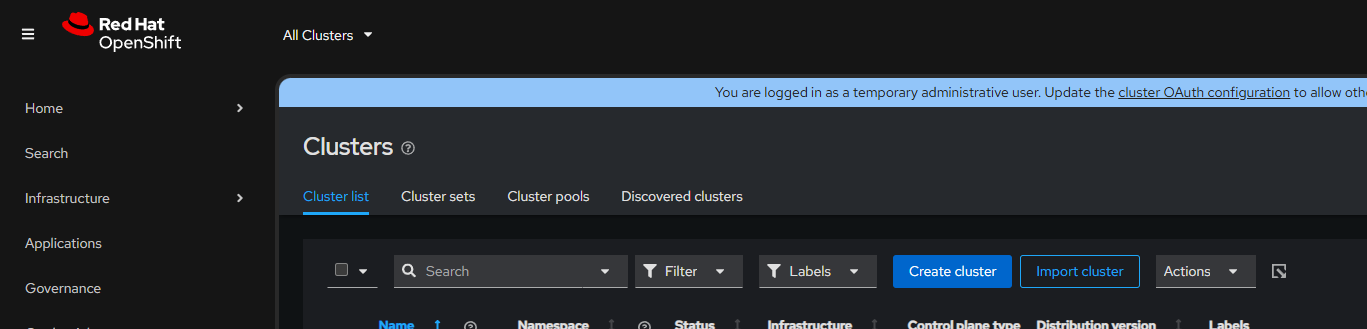 Red Hat
OpenShift
All Clusters
You are logged in as a temporary administrative user. Update the cluster OAuth configuration to allow
Home
Search
Infrastructure
Applications
Governance
Clusters
Cluster list Cluster sets Cluster pools Discovered clusters
Search Filter Labels Create cluster Import cluster Actions
Name Namespace Status Infrastructure Control plane type Distribution version Labels